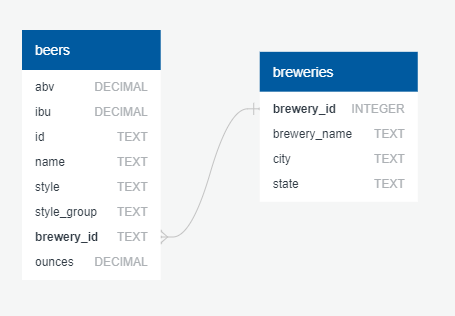 beers
abv DECIMAL
ibu DECIMAL
id TEXT
name TEXT
style TEXT
style_group TEXT
brewery_id TEXT
ounces DECIMAL
breweries
brewery_id INTEGER
brewery_name TEXT
city TEXT
state TEXT